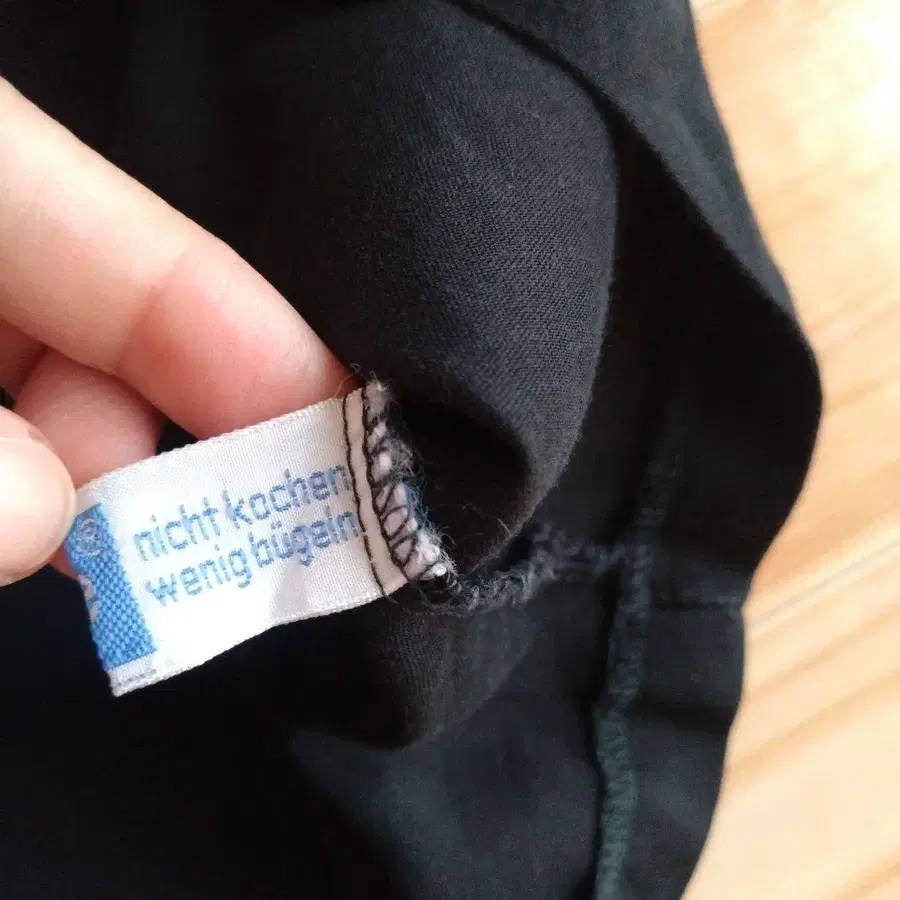 nicht kochen
wenig bügeln